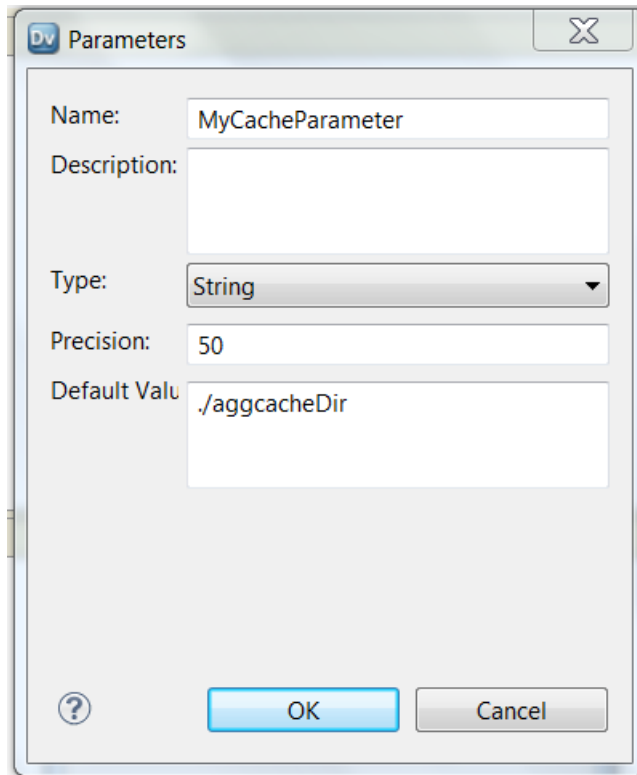 Dv Parameters
Name: MyCacheParameter
Description:
Type: String
Precision: 50
Default Valu ./aggcacheDir
? OK Cancel